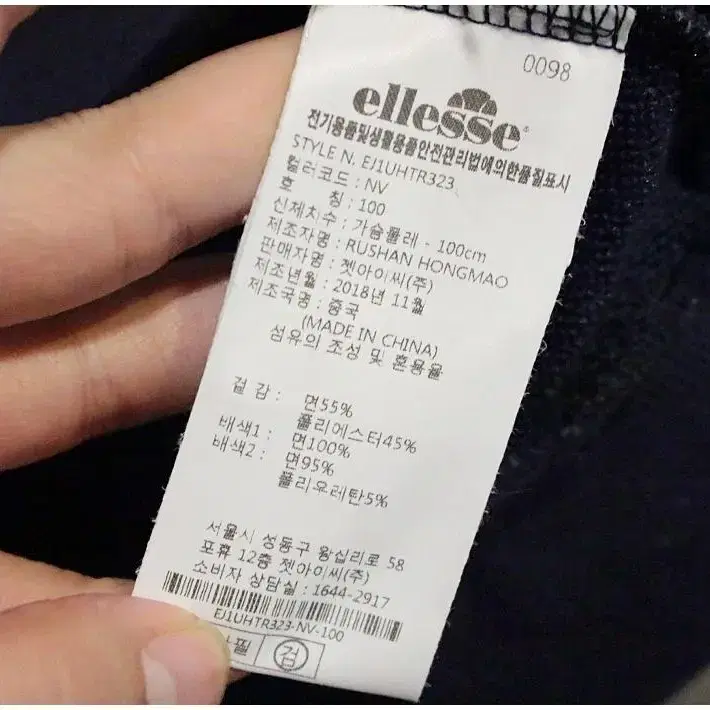 0098
ellesse
전기용품및생활용품안전관리법에의한품질표시
STYLE N. EJ1UHTR323
컬러코드 : NV
호 칭 : 100
신체치수 : 가슴둘레 - 100cm
제조자명 : RUSHAN HONGMAO
판매자명 : 젯아이씨(주)
제조년월 : 2018년 11월
제조국명 : 중국
(MADE IN CHINA)
섬유의 조성 및 혼용율
겉 감 : 면55%
폴리에스터45%
배색1 : 면100%
배색2 : 면95%
폴리우레탄5%
서울시 성동구 왕십리로 58
포휴 12층 젯아이씨(주)
소비자 상담실 : 1644-2917
EJ1UHTR323-NV-100
필 검